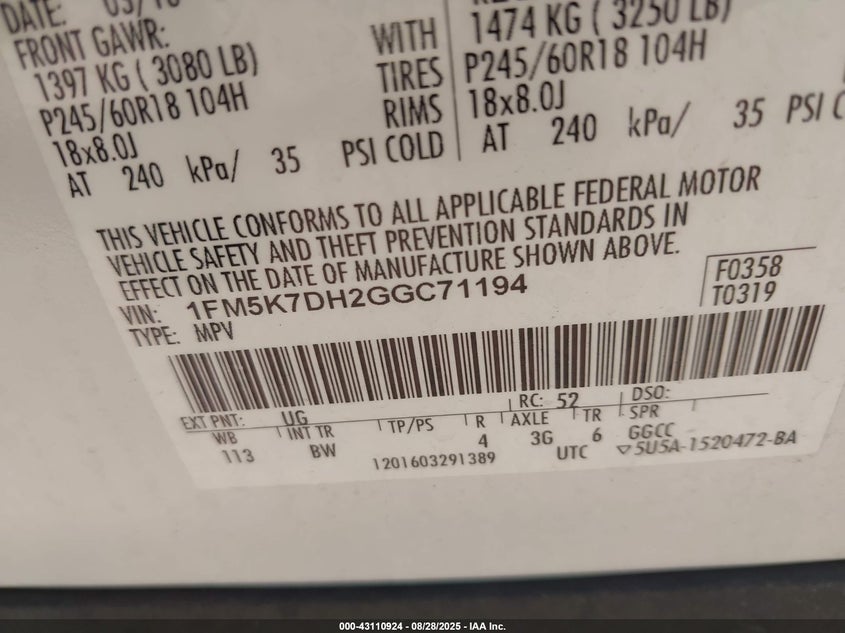 DATE: 03/16
FRONT GAWR:
1397 KG ( 3080 LB)
P245/60R18 104H
18x8.0J
AT 240 kPa/ 35 PSI COLD
WITH
TIRES
RIMS
1474 KG ( 3250 LB)
P245/60R18 104H
18x8.0J
AT 240 kPa/ 35 PSI C
THIS VEHICLE CONFORMS TO ALL APPLICABLE FEDERAL MOTOR
VEHICLE SAFETY AND THEFT PREVENTION STANDARDS IN
EFFECT ON THE DATE OF MANUFACTURE SHOWN ABOVE.
VIN: 1FM5K7DH2GGC71194
TYPE: MPV
F0358
T0319
EXT PNT: UG RC: 52 DSO:
WB INT TR TP/PS R AXLE TR SPR
113 BW 4 3G 6 GGCC
1201603291389 UTC ▽5U5A-1520472-BA
000-43110924 - 08/28/2025 - IAA Inc.